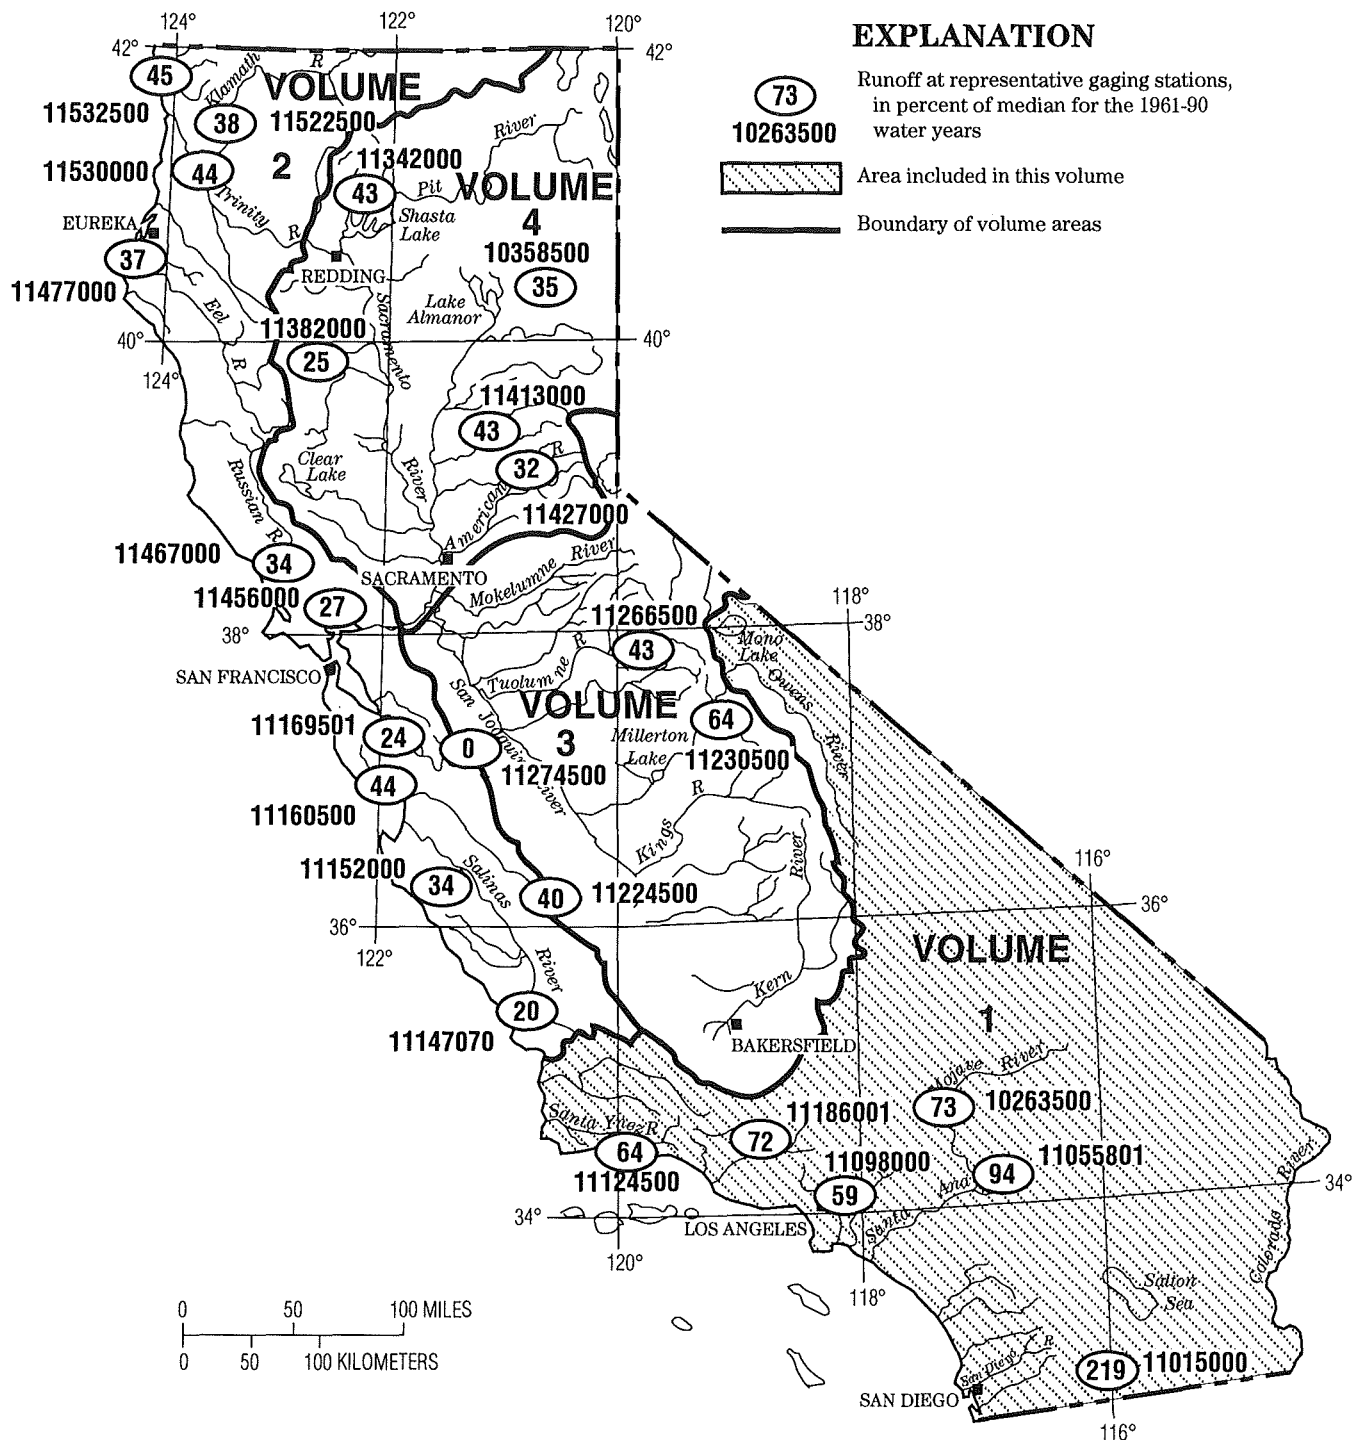 124°
122°
120°
42°
42°
EXPLANATION
73
10263500
Runoff at representative gaging stations,
in percent of median for the 1961-90
water years
Area included in this volume
Boundary of volume areas
45
11532500
Klamath R
VOLUME
2
38
11522500
11530000
44
Trinity R
11342000
43
Pit River
VOLUME
4
Shasta
Lake
EUREKA
37
11477000
REDDING
10358500
35
Lake
Almanor
Eel R
Sacramento River
11382000
25
40°
40°
124°
11413000
43
Clear
Lake
32
American R
11427000
Russian R
11467000
34
SACRAMENTO
Mokelumne River
11456000
27
11266500
43
118°
38°
38°
Mono
Lake
SAN FRANCISCO
Tuolumne R
San Joaquin River
VOLUME
3
Owens River
64
11230500
11169501
24
0
11274500
Millerton
Lake
44
11160500
Kings R
11152000
34
Salinas River
40
11224500
116°
36°
36°
122°
VOLUME
1
Kern River
20
11147070
BAKERSFIELD
Mojave River
73
10263500
11186001
72
Santa Ynez R
64
11124500
11098000
59
11055801
94
Santa Ana
34°
34°
LOS ANGELES
120°
118°
Colorado River
Salton
Sea
0 50 100 MILES
0 50 100 KILOMETERS
San Diego R
219
11015000
SAN DIEGO
116°